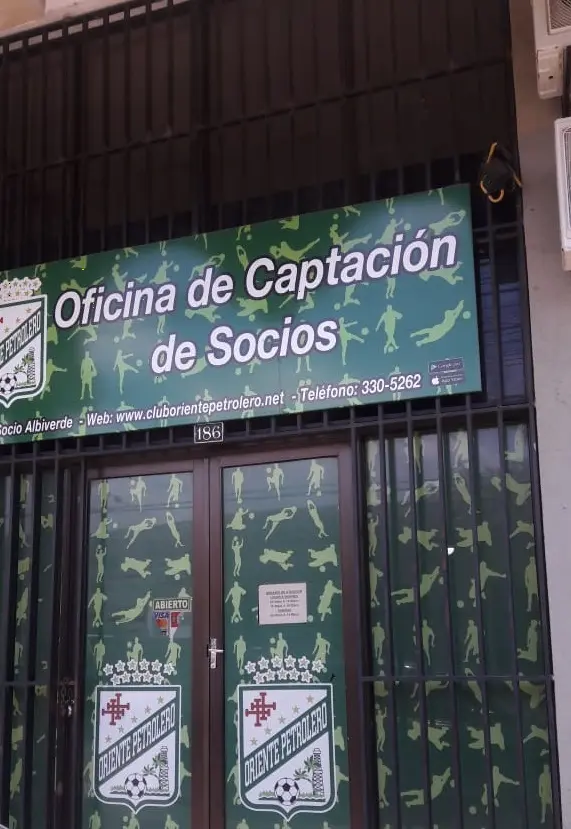 Oficina de Captación
de Socios
Socio Albiverde - Web: www.cluborientepetrolero.net - Teléfono: 330-5262
186
ABIERTO
VISA
ORIENTE PETROLERO
ORIENTE PETROLERO